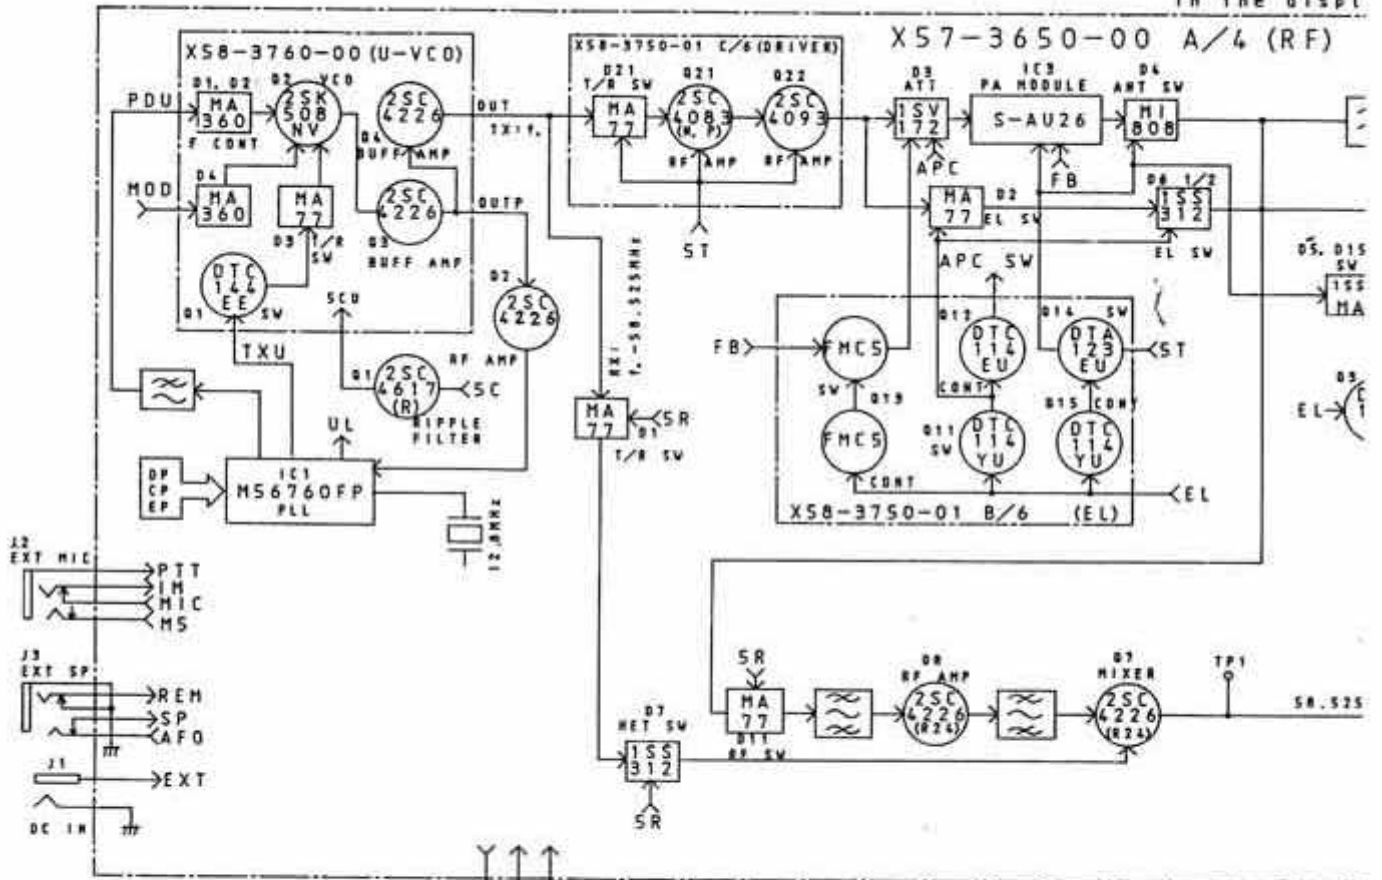 in the displ
X58-3760-00 (U-VCO)
D1, D2
MA
360
F CONT
Q2
VCO
2SK
508
NV
2SC
4226
Q4
BUFF AMP
PDU
MOD
D4
MA
360
MA
77
D3
T/R
SW
2SC
4226
Q3
BUFF AMP
DTC
144
EE
Q1
SW
OUT
TX:f.
OUTP
TXU
SCU
2SC
4226
Q2
RF AMP
Q1
2SC
4617
(R)
RIPPLE
FILTER
SC
UL
DP
CP
EP
IC1
M56760FP
PLL
12.8MHz
X58-3750-01 C/6 (DRIVER)
D21
T/R SW
MA
77
Q21
2SC
4083
(N, P)
RF AMP
Q22
2SC
4093
RF AMP
ST
X57-3650-00 A/4 (RF)
D3
ATT
1SV
172
APC
IC3
PA MODULE
S-AU26
FB
D4
ANT SW
MI
808
MA
77
D2
EL SW
D6 1/2
1SS
312
EL SW
D5, D15
SW
1SS
MA
APC SW
RX:
f.-58.525MHz
MA
77
D1
T/R SW
SR
FB
FMC5
SW
Q13
FMC5
CONT
Q12
DTC
114
EU
CONT
Q11
SW
DTC
114
YU
Q14
SW
DTA
123
EU
ST
Q15 CONT
DTC
114
YU
EL
X58-3750-01 B/6 (EL)
EL
J2
EXT MIC
PTT
IM
MIC
MS
J3
EXT SP
REM
SP
AFO
J1
EXT
DC IN
SR
MA
77
D11
RF SW
Q8
RF AMP
2SC
4226
(R24)
Q7
MIXER
2SC
4226
(R24)
TP1
58.525
D7
HET SW
1SS
312
SR